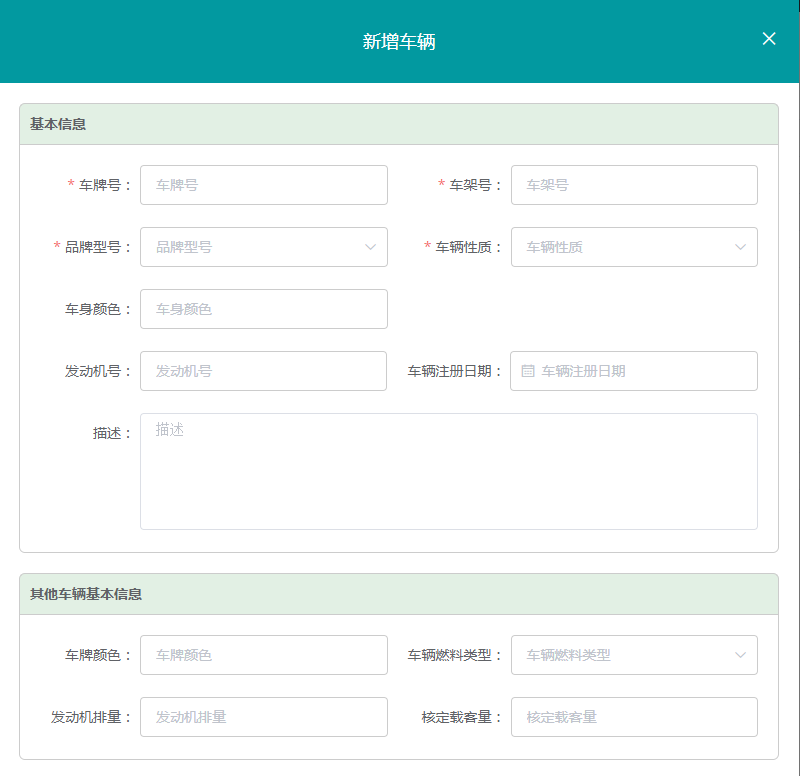 新增车辆
基本信息
* 车牌号： 车牌号 * 车架号： 车架号
* 品牌型号： 品牌型号 * 车辆性质： 车辆性质
车身颜色： 车身颜色
发动机号： 发动机号 车辆注册日期： 车辆注册日期
描述： 描述
其他车辆基本信息
车牌颜色： 车牌颜色 车辆燃料类型： 车辆燃料类型
发动机排量： 发动机排量 核定载客量： 核定载客量